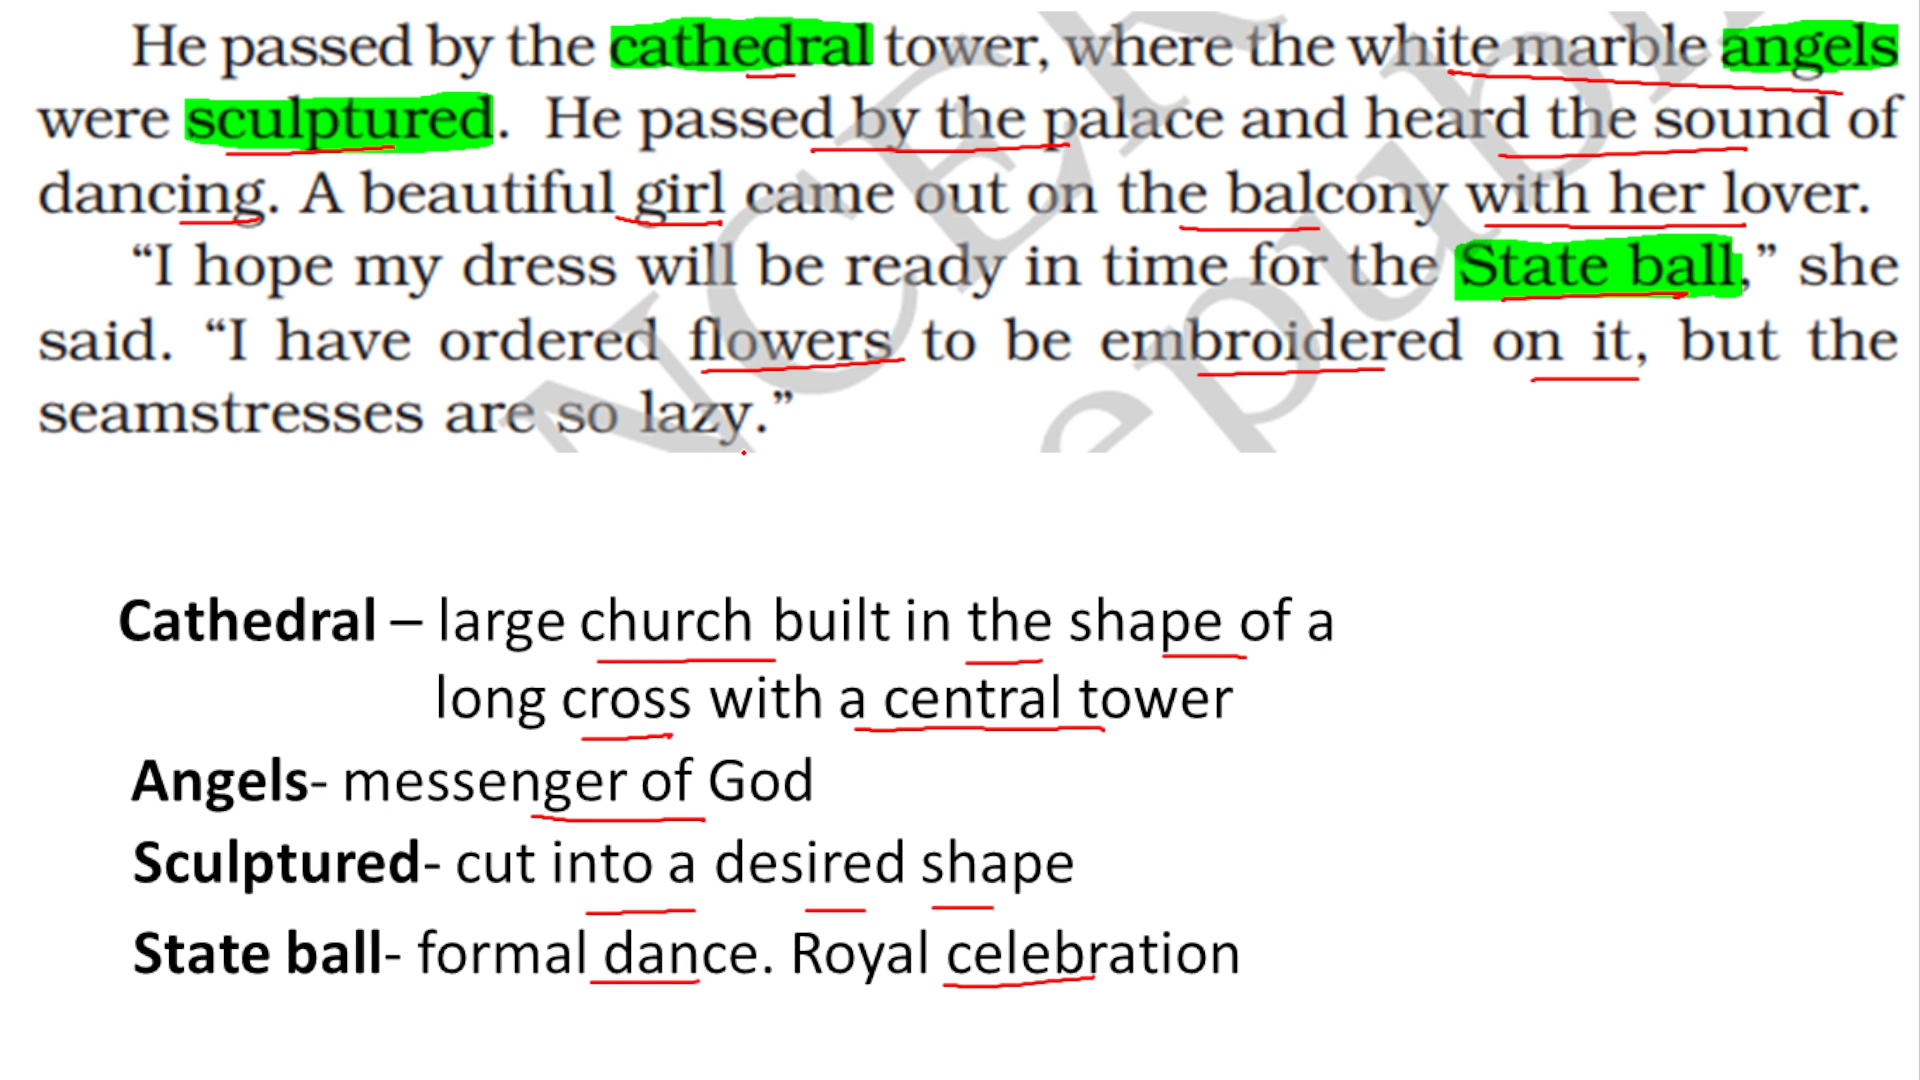 He passed by the cathedral tower, where the white marble angels
were sculptured. He passed by the palace and heard the sound of
dancing. A beautiful girl came out on the balcony with her lover.
“I hope my dress will be ready in time for the State ball,” she
said. “I have ordered flowers to be embroidered on it, but the
seamstresses are so lazy.”
Cathedral – large church built in the shape of a
long cross with a central tower
Angels- messenger of God
Sculptured- cut into a desired shape
State ball- formal dance. Royal celebration